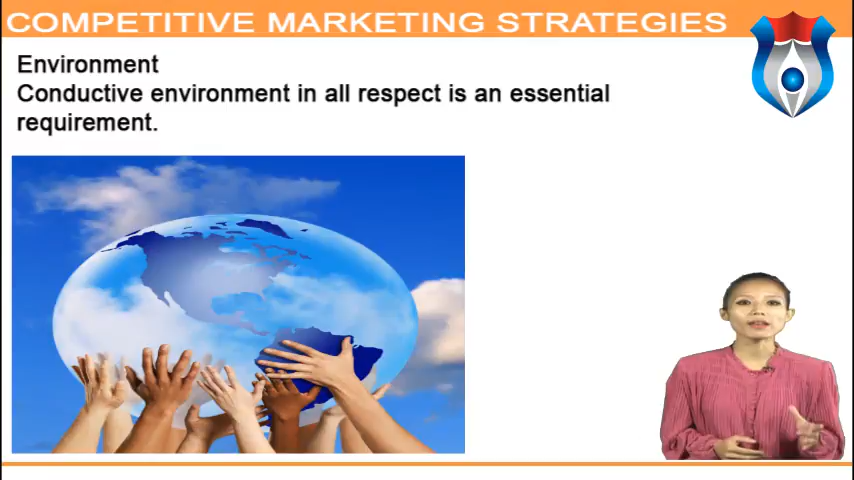 COMPETITIVE MARKETING STRATEGIES
Environment
Conductive environment in all respect is an essential
requirement.